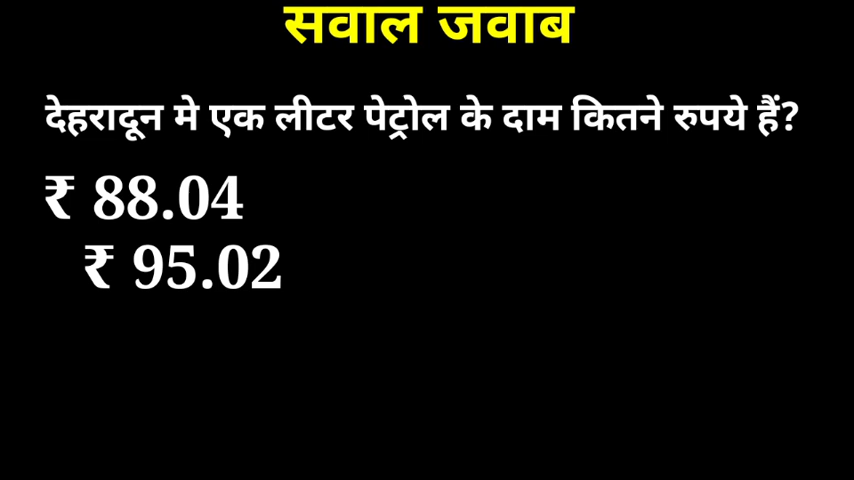 सवाल जवाब
देहरादून मे एक लीटर पेट्रोल के दाम कितने रुपये हैं?
₹ 88.04
₹ 95.02